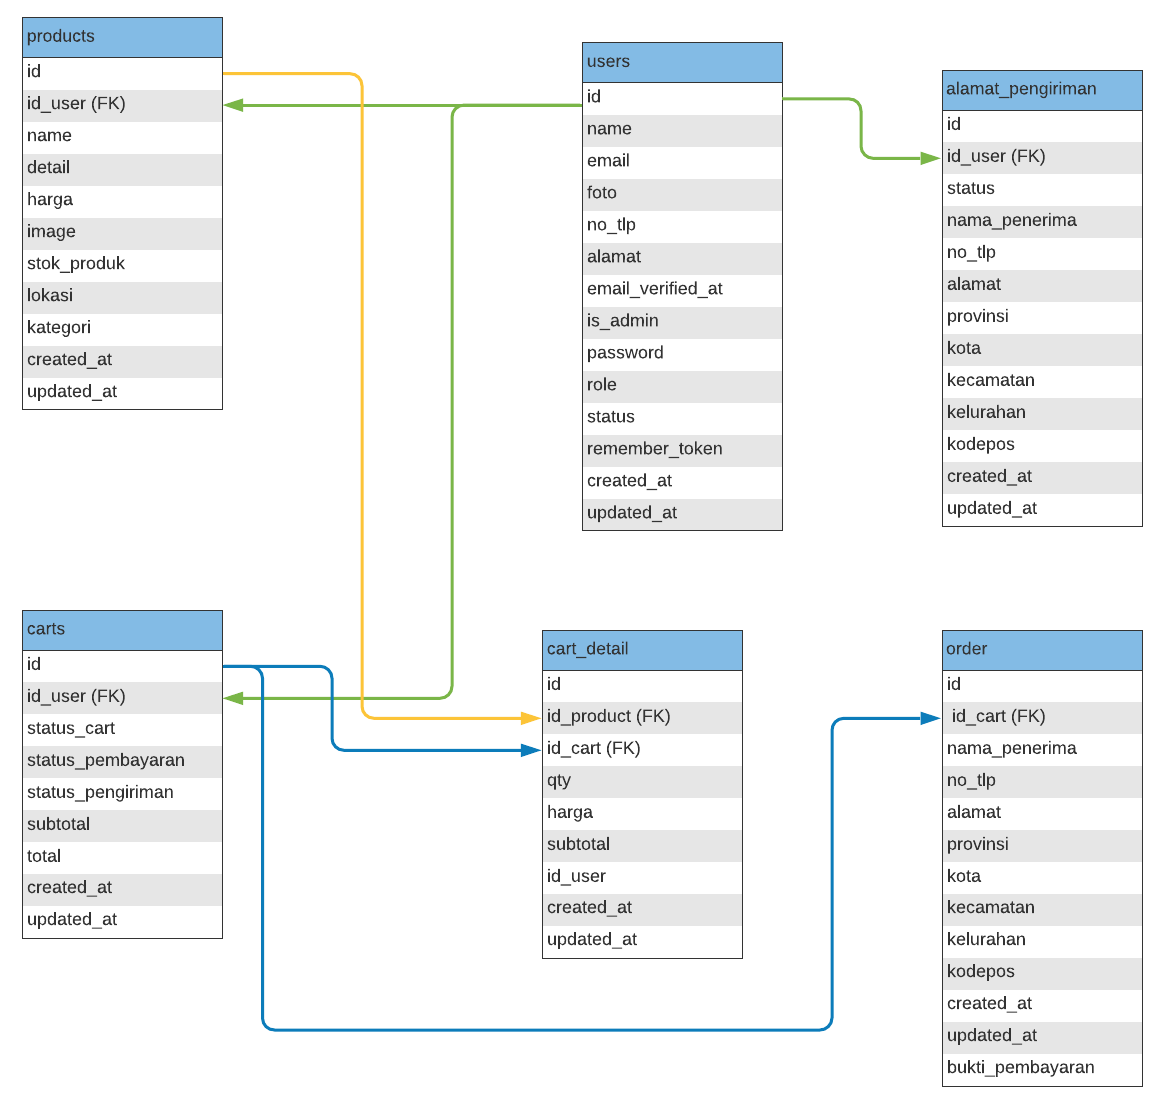 products
id
id_user (FK)
name
detail
harga
image
stok_produk
lokasi
kategori
created_at
updated_at
users
id
name
email
foto
no_tlp
alamat
email_verified_at
is_admin
password
role
status
remember_token
created_at
updated_at
alamat_pengiriman
id
id_user (FK)
status
nama_penerima
no_tlp
alamat
provinsi
kota
kecamatan
kelurahan
kodepos
created_at
updated_at
carts
id
id_user (FK)
status_cart
status_pembayaran
status_pengiriman
subtotal
total
created_at
updated_at
cart_detail
id
id_product (FK)
id_cart (FK)
qty
harga
subtotal
id_user
created_at
updated_at
order
id
id_cart (FK)
nama_penerima
no_tlp
alamat
provinsi
kota
kecamatan
kelurahan
kodepos
created_at
updated_at
bukti_pembayaran